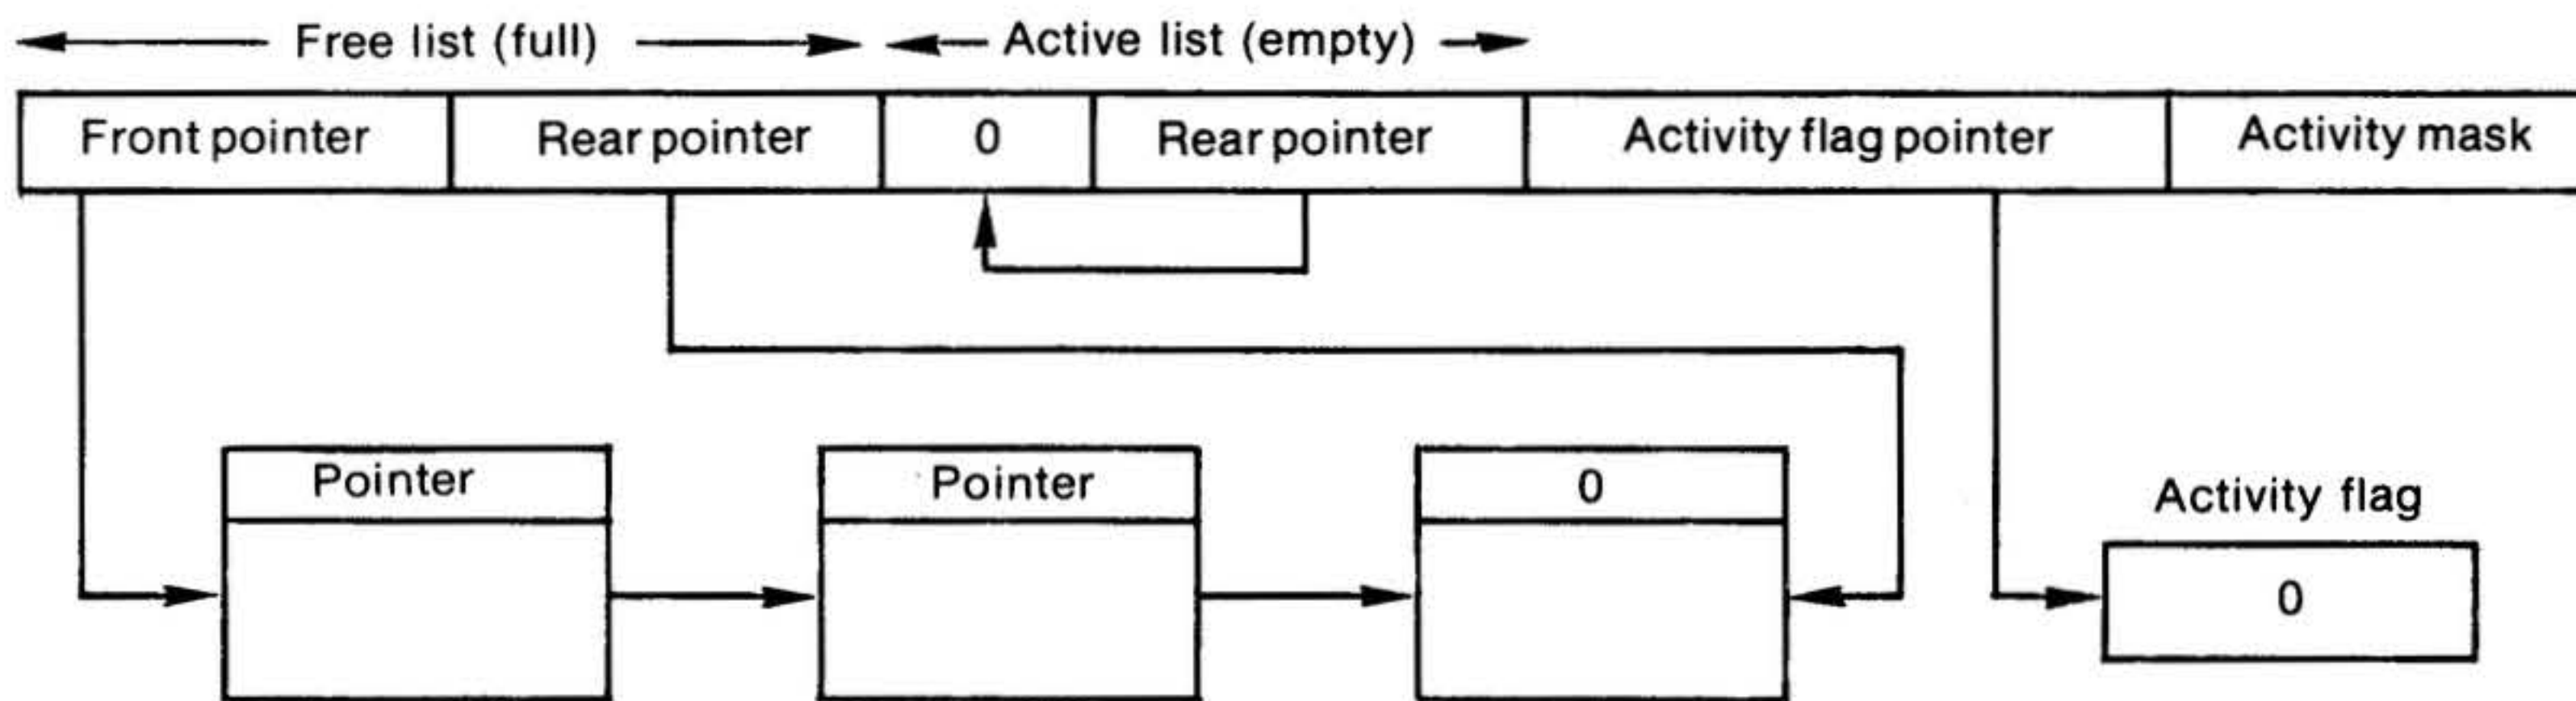 Free list (full) Active list (empty)
Front pointer Rear pointer 0 Rear pointer Activity flag pointer Activity mask
Pointer Pointer 0
Activity flag
0